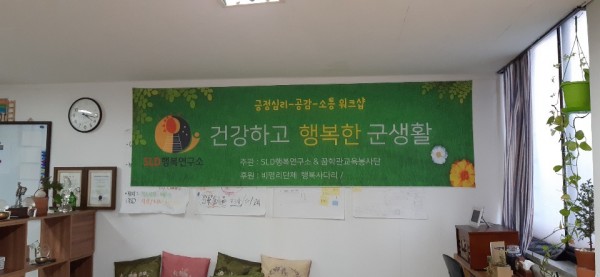 긍정심리-공감-소통 워크샵
건강하고 행복한 군생활
SLD행복연구소
주관 : SLD행복연구소 & 꿈하관교육봉사단
후원 : 비영리단체 행복사다리